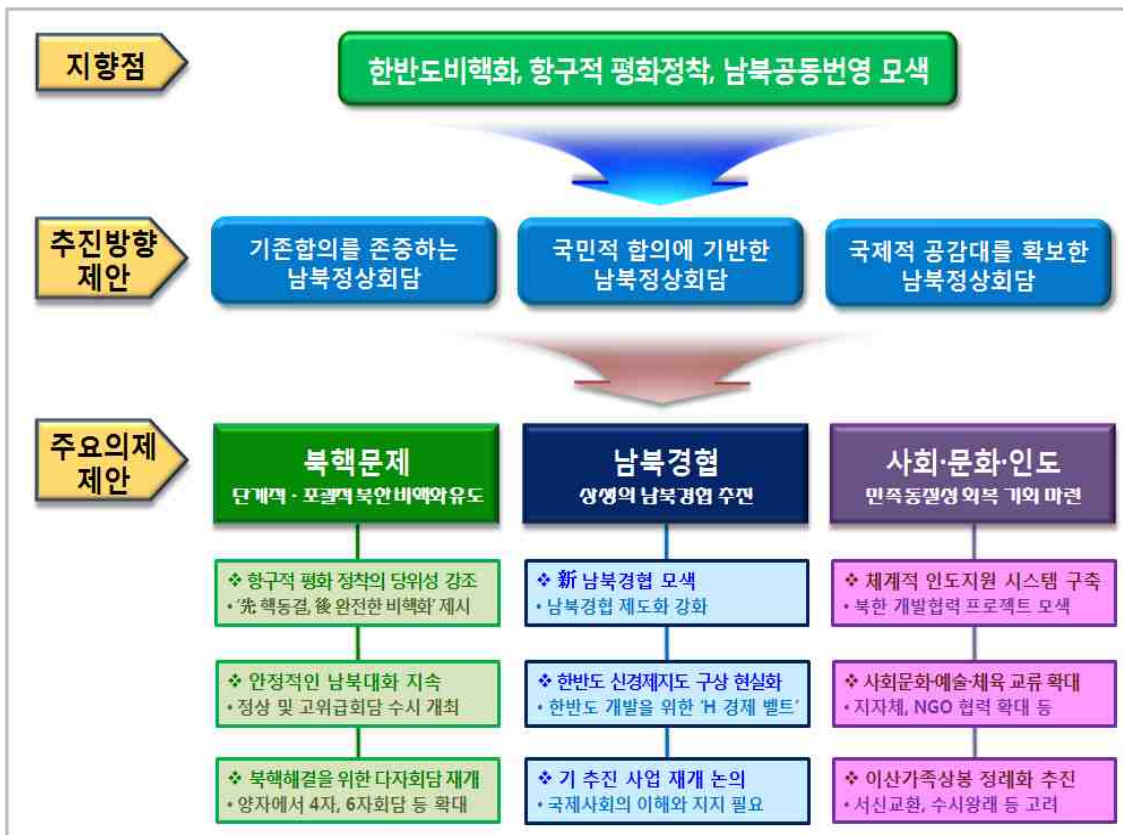 지향점
한반도비핵화, 항구적 평화정착, 남북공동번영 모색
추진방향
제안
기존합의를 존중하는
남북정상회담
국민적 합의에 기반한
남북정상회담
국제적 공감대를 확보한
남북정상회담
주요의제
제안
북핵문제
단계적 · 포괄적 북한 비핵화 유도
❖ 항구적 평화 정착의 당위성 강조
• ‘先 핵동결, 後 완전한 비핵화’ 제시
❖ 안정적인 남북대화 지속
• 정상 및 고위급회담 수시 개최
❖ 북핵해결을 위한 다자회담 재개
• 양자에서 4자, 6자회담 등 확대
남북경협
상생의 남북경협 추진
❖ 新 남북경협 모색
• 남북경협 제도화 강화
❖ 한반도 신경제지도 구상 현실화
• 한반도 개발을 위한 ‘H 경제 벨트’
❖ 기 추진 사업 재개 논의
• 국제사회의 이해와 지지 필요
사회·문화·인도
민족동질성 회복 기회 마련
❖ 체계적 인도지원 시스템 구축
• 북한 개발협력 프로젝트 모색
❖ 사회문화·예술·체육 교류 확대
• 지자체, NGO 협력 확대 등
❖ 이산가족상봉 정례화 추진
• 서신교환, 수시왕래 등 고려